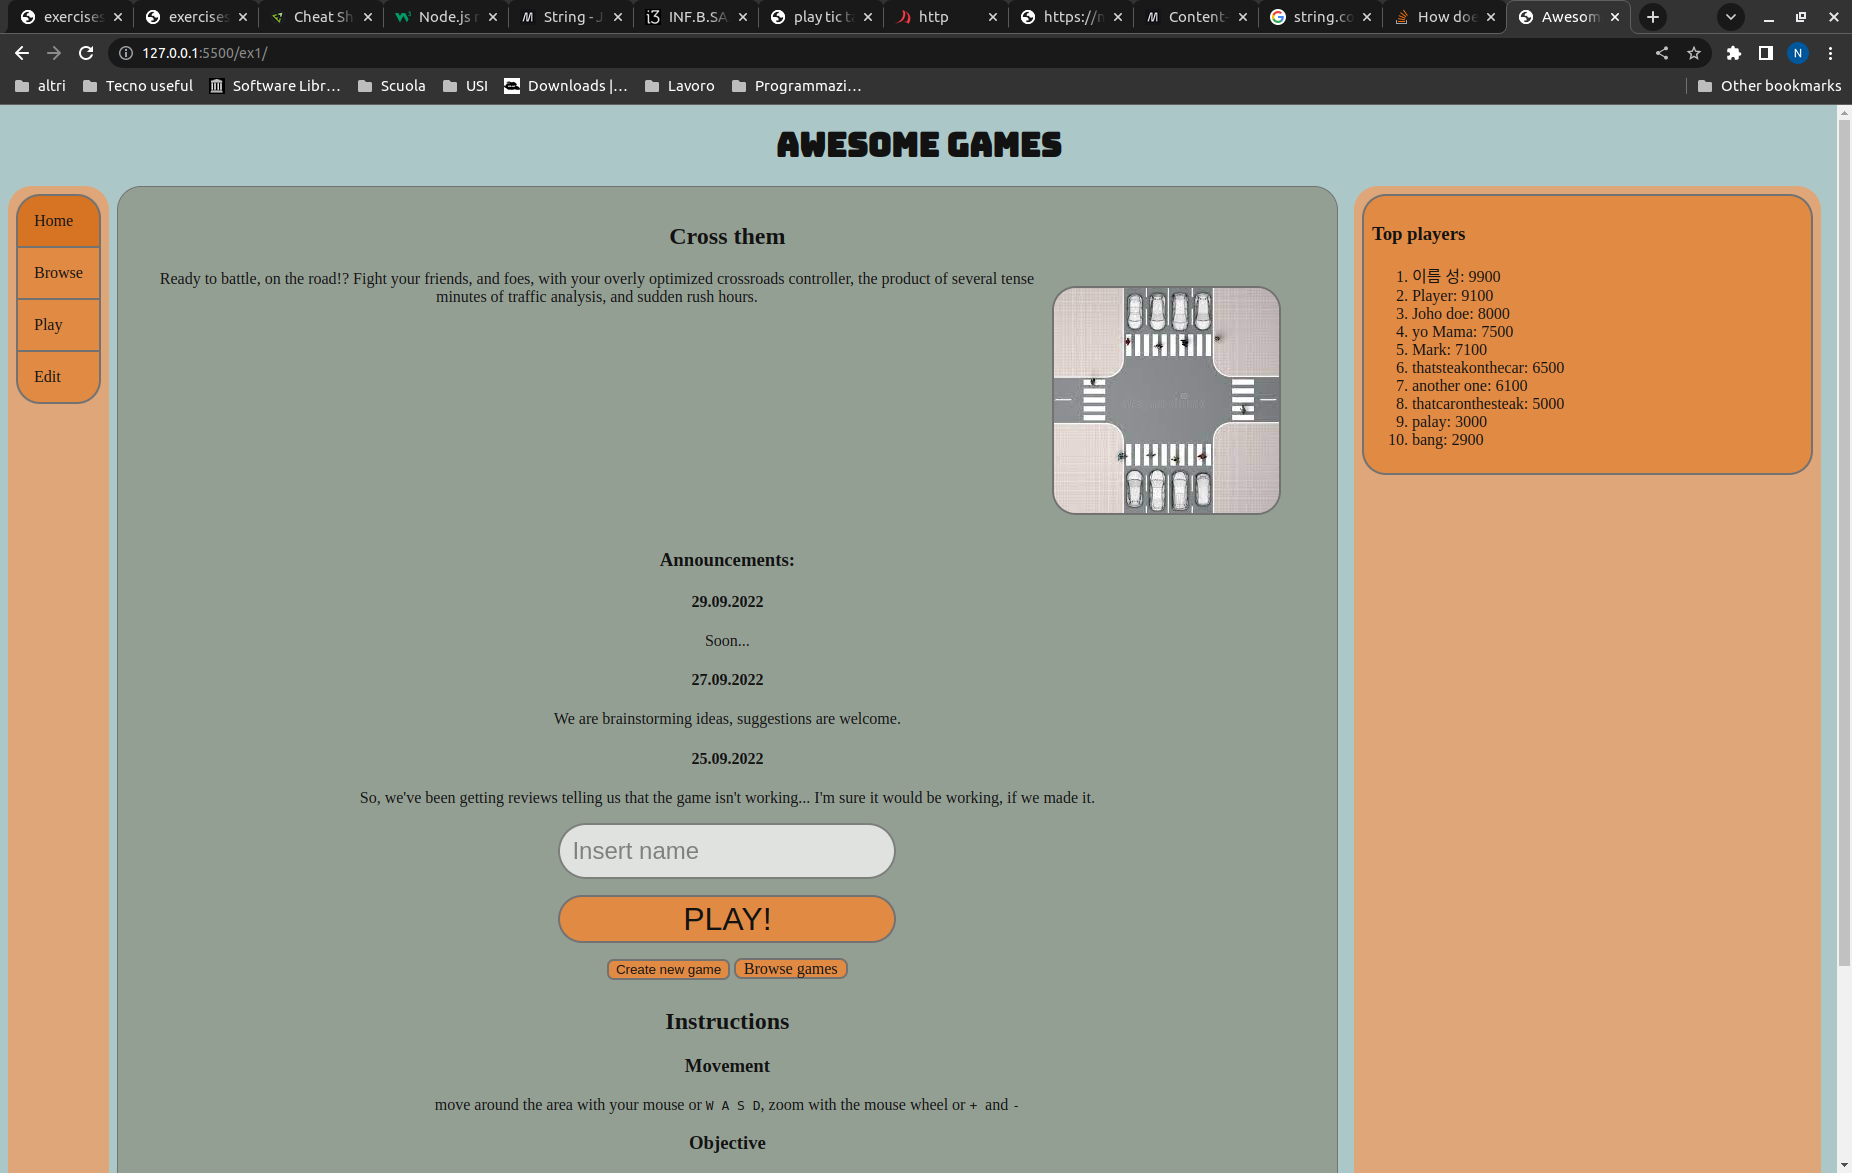 exercises
exercises
Cheat Sh
Node.js r
String - J
INF.B.SA
play tic ta
http
https://n
Content-
string.co
How doe
Awesom
127.0.0.1:5500/ex1/
N
altri
Tecno useful
Software Libr...
Scuola
USI
Downloads |...
Lavoro
Programmazi...
Other bookmarks
AWESOME GAMES
Home
Browse
Play
Edit
Cross them
Ready to battle, on the road!? Fight your friends, and foes, with your overly optimized crossroads controller, the product of several tense
minutes of traffic analysis, and sudden rush hours.
Announcements:
29.09.2022
Soon...
27.09.2022
We are brainstorming ideas, suggestions are welcome.
25.09.2022
So, we've been getting reviews telling us that the game isn't working... I'm sure it would be working, if we made it.
Insert name
PLAY!
Create new game
Browse games
Instructions
Movement
move around the area with your mouse or W A S D, zoom with the mouse wheel or + and -
Objective
Top players
1. 이름 성: 9900
2. Player: 9100
3. Joho doe: 8000
4. yo Mama: 7500
5. Mark: 7100
6. thatsteakonthecar: 6500
7. another one: 6100
8. thatcaronthesteak: 5000
9. palay: 3000
10. bang: 2900